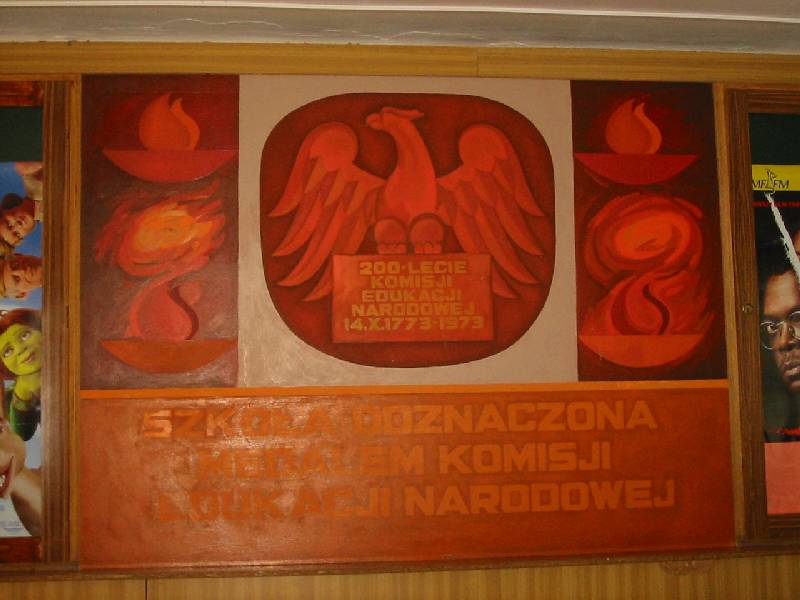 200-LECIE
KOMISJI
EDUKACJI
NARODOWEJ
14.X.1773-1973
SZKOŁA ODZNACZONA
MEDALEM KOMISJI
EDUKACJI NARODOWEJ